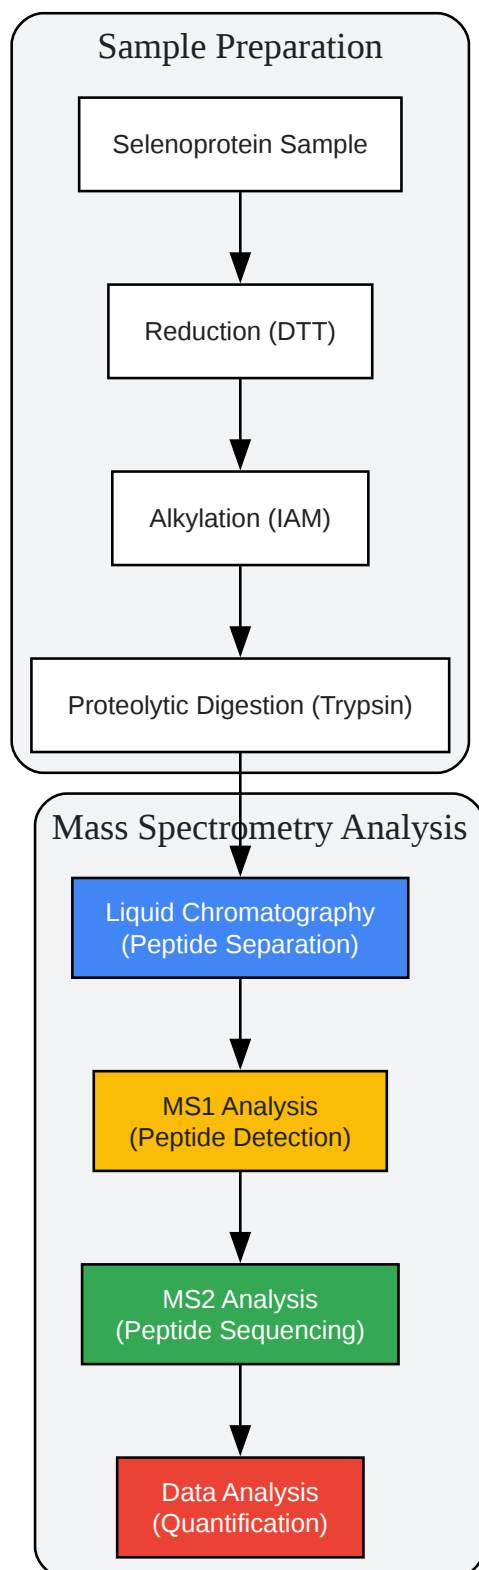 Sample Preparation
Selenoprotein Sample
Reduction (DTT)
Alkylation (IAM)
Proteolytic Digestion (Trypsin)
Mass Spectrometry Analysis
Liquid Chromatography
(Peptide Separation)
MS1 Analysis
(Peptide Detection)
MS2 Analysis
(Peptide Sequencing)
Data Analysis
(Quantification)